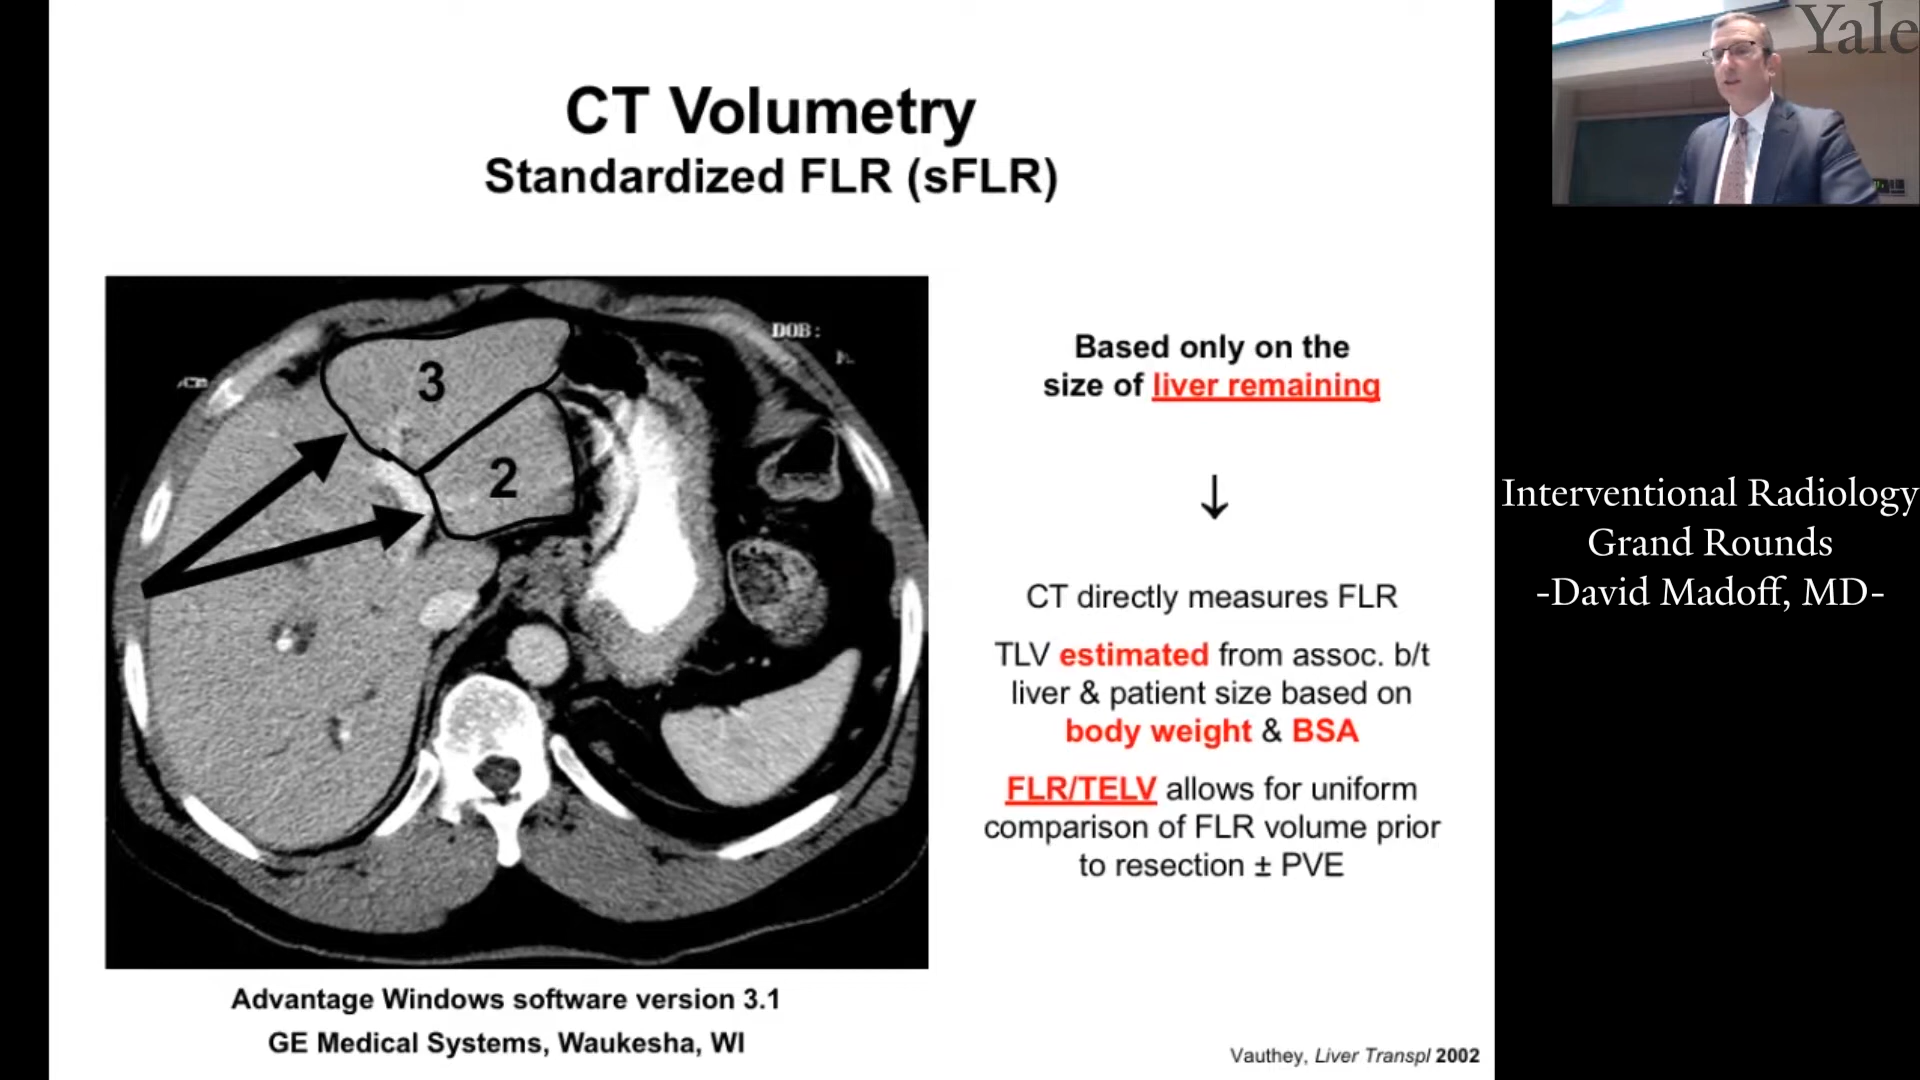 CT Volumetry
Standardized FLR (sFLR)
DOB:
3
2
Based only on the
size of liver remaining
↓
CT directly measures FLR
TLV estimated from assoc. b/t
liver & patient size based on
body weight & BSA
FLR/TELV allows for uniform
comparison of FLR volume prior
to resection ± PVE
Advantage Windows software version 3.1
GE Medical Systems, Waukesha, WI
Vauthey, Liver Transpl 2002
Yale
Interventional Radiology
Grand Rounds
-David Madoff, MD-